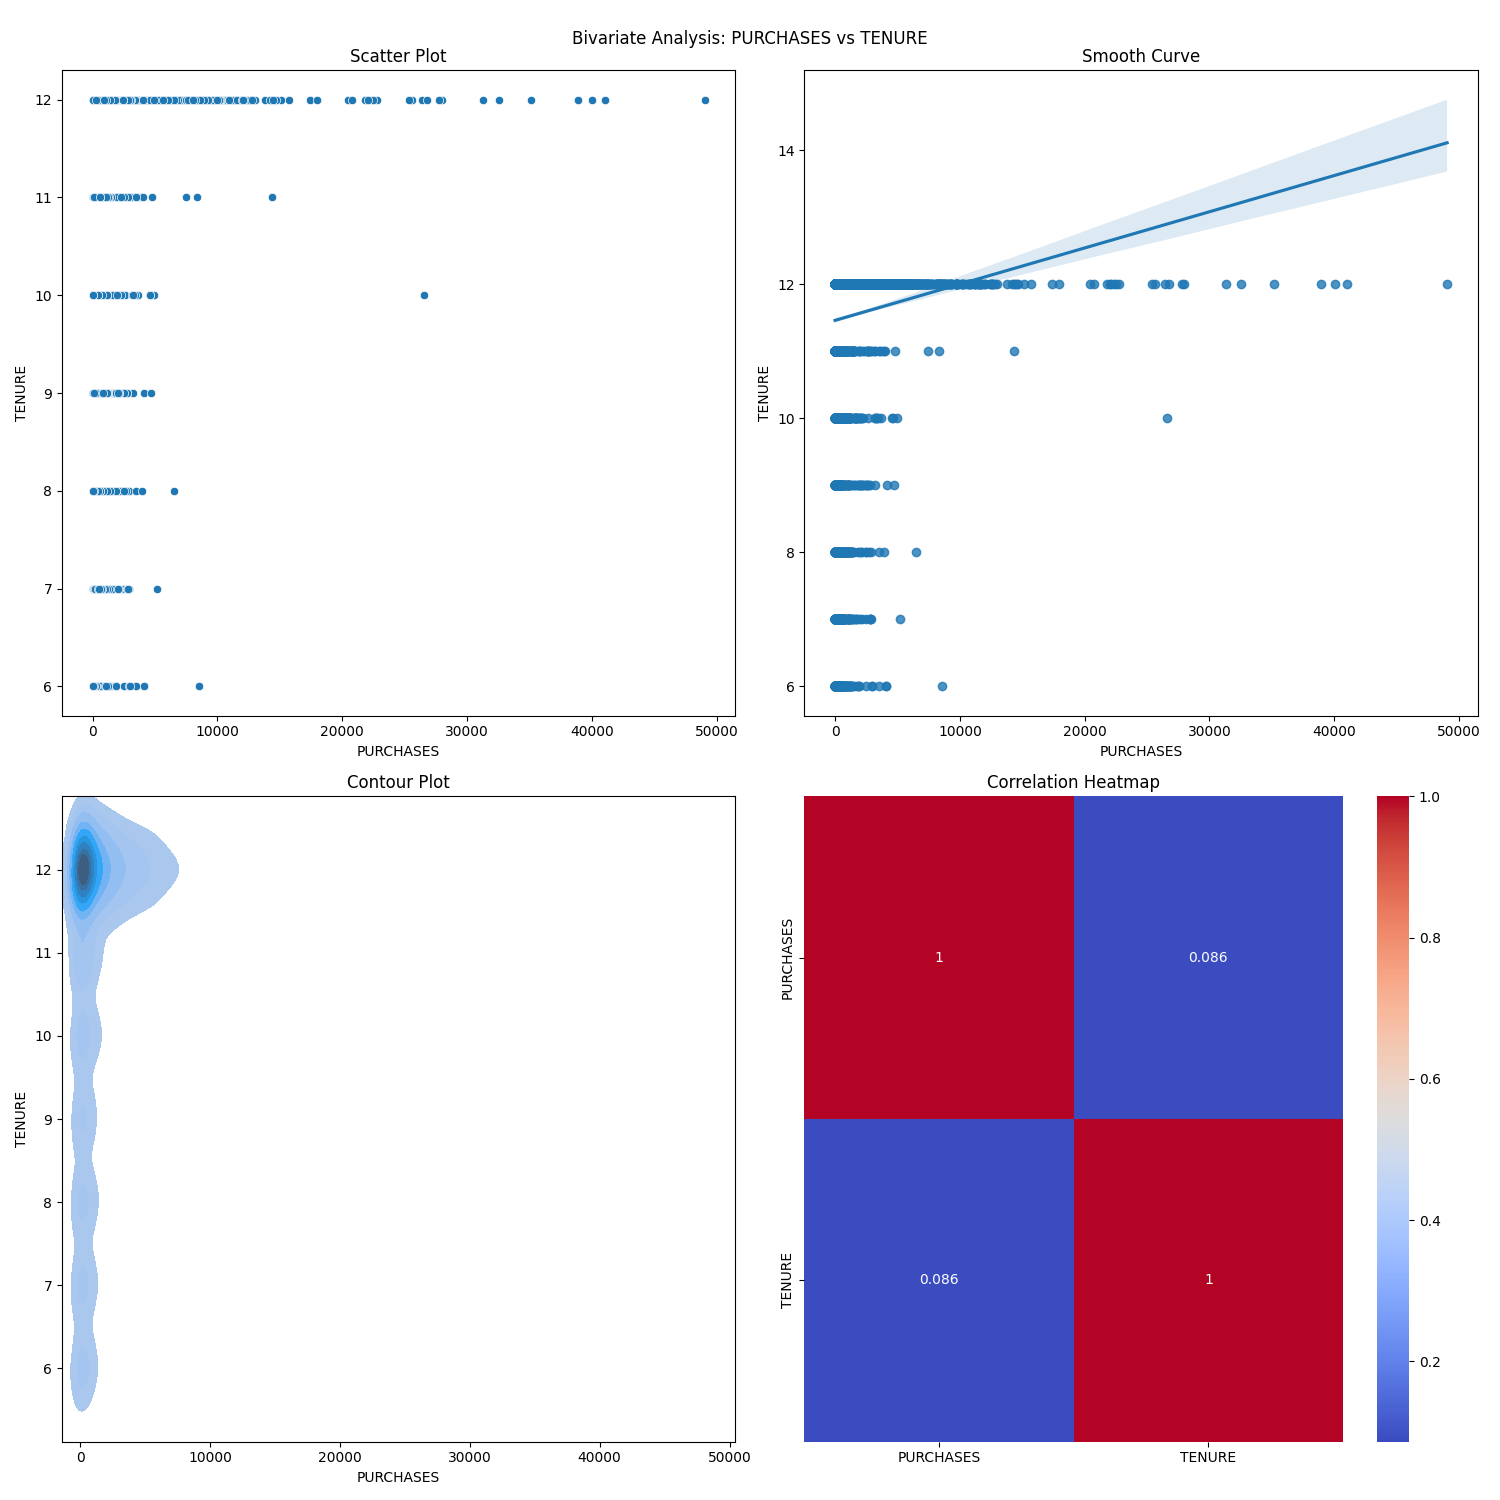 Bivariate Analysis: PURCHASES vs TENURE
Scatter Plot
12
11
10
9
8
7
6
TENURE
0 10000 20000 30000 40000 50000
PURCHASES
Smooth Curve
14
12
10
8
6
TENURE
0 10000 20000 30000 40000 50000
PURCHASES
Contour Plot
12
11
10
9
8
7
6
TENURE
0 10000 20000 30000 40000 50000
PURCHASES
Correlation Heatmap
PURCHASES
TENURE
1 0.086
0.086 1
PURCHASES TENURE
1.0
0.8
0.6
0.4
0.2